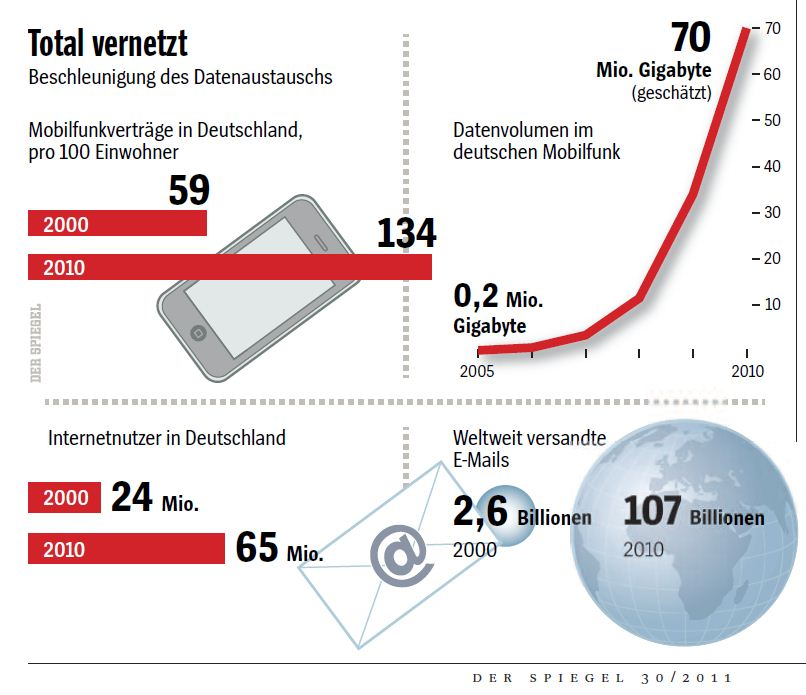 Total vernetzt
Beschleunigung des Datenaustauschs
Mobilfunkverträge in Deutschland,
pro 100 Einwohner
59
2000
134
2010
DER SPIEGEL
70
Mio. Gigabyte
(geschätzt)
Datenvolumen im
deutschen Mobilfunk
70
60
50
40
30
20
10
0,2 Mio.
Gigabyte
2005
2010
Internetnutzer in Deutschland
2000 24 Mio.
2010 65 Mio.
@
Weltweit versandte
E-Mails
2,6 Billionen
2000
107 Billionen
2010
DER SPIEGEL 30/2011